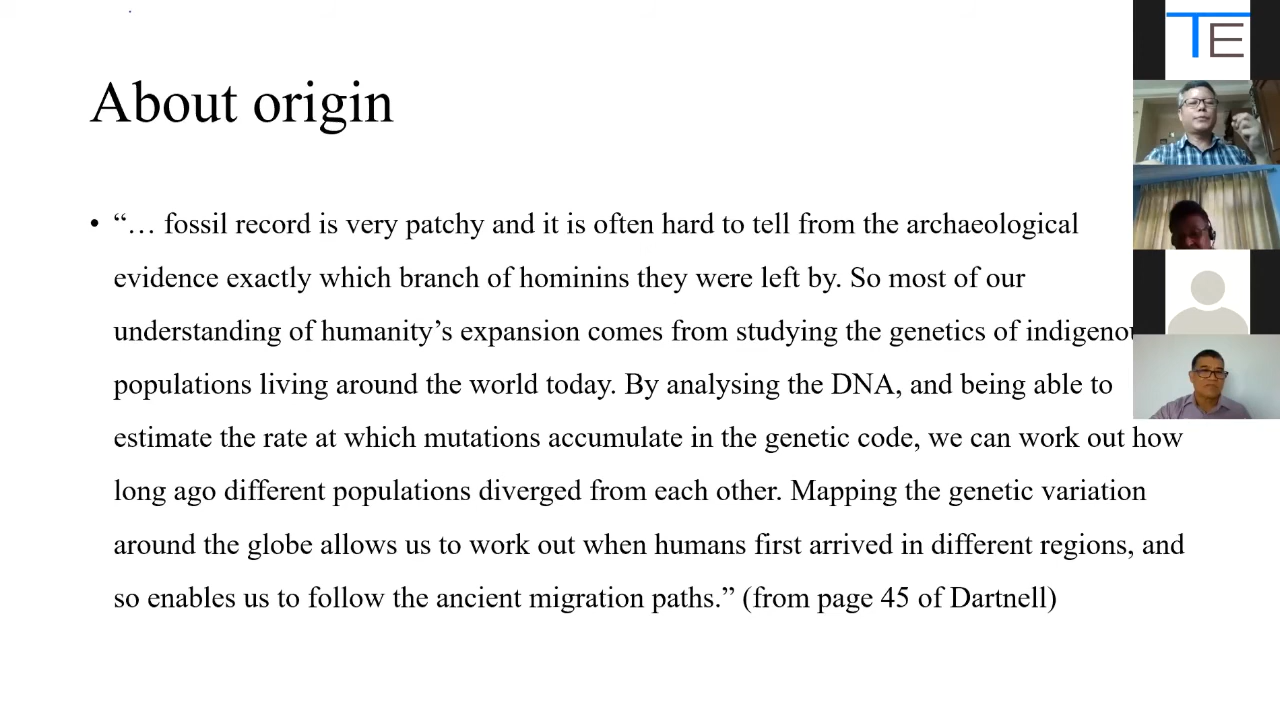 TE
About origin
• “… fossil record is very patchy and it is often hard to tell from the archaeological
evidence exactly which branch of hominins they were left by. So most of our
understanding of humanity’s expansion comes from studying the genetics of
populations living around the world today. By analysing the DNA, and being able to
estimate the rate at which mutations accumulate in the genetic code, we can work out how
long ago different populations diverged from each other. Mapping the genetic variation
around the globe allows us to work out when humans first arrived in different regions, and
so enables us to follow the ancient migration paths.” (from page 45 of Dartnell)